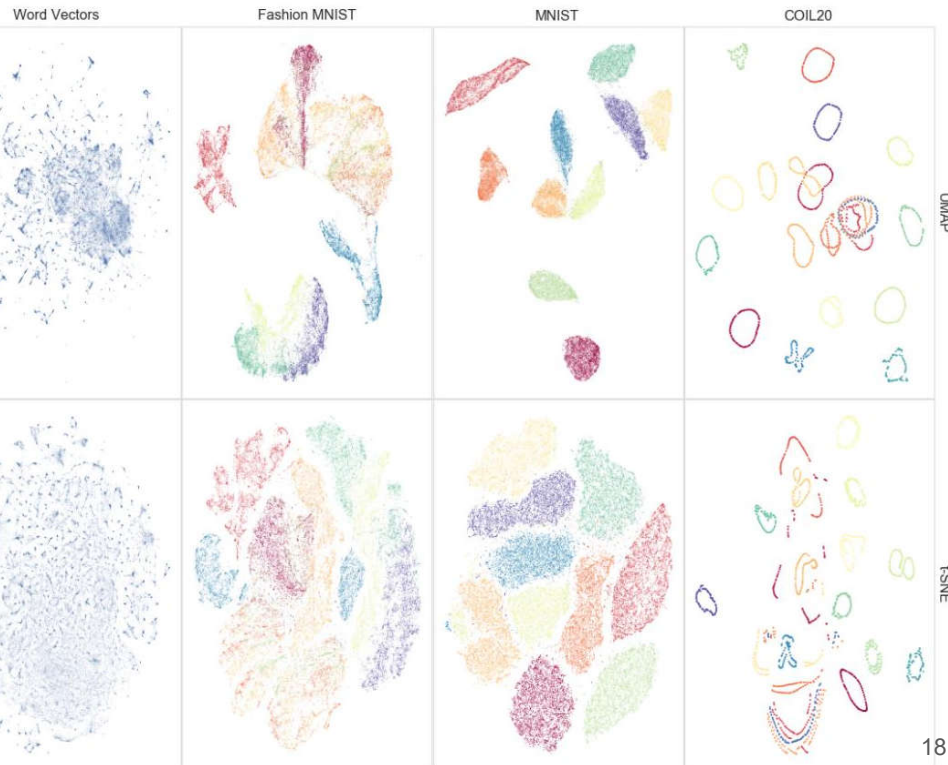 Word Vectors
Fashion MNIST
MNIST
COIL20
UMAP
t-SNE
18